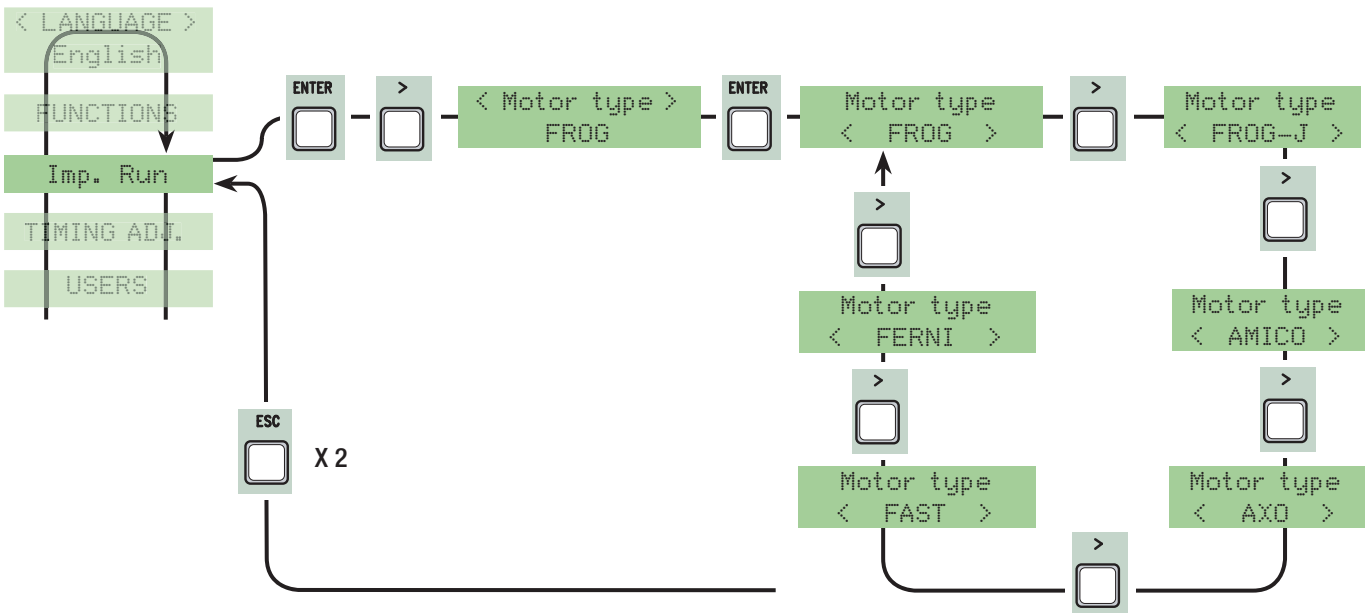 < LANGUAGE >
English
FUNCTIONS
Imp. Run
TIMING ADJ.
USERS
ENTER
>
< Motor type >
FROG
ENTER
Motor type
< FROG >
>
Motor type
< FROG-J >
>
Motor type
< AMICO >
>
Motor type
< AXO >
>
Motor type
< FAST >
>
Motor type
< FERNI >
>
ESC
X 2